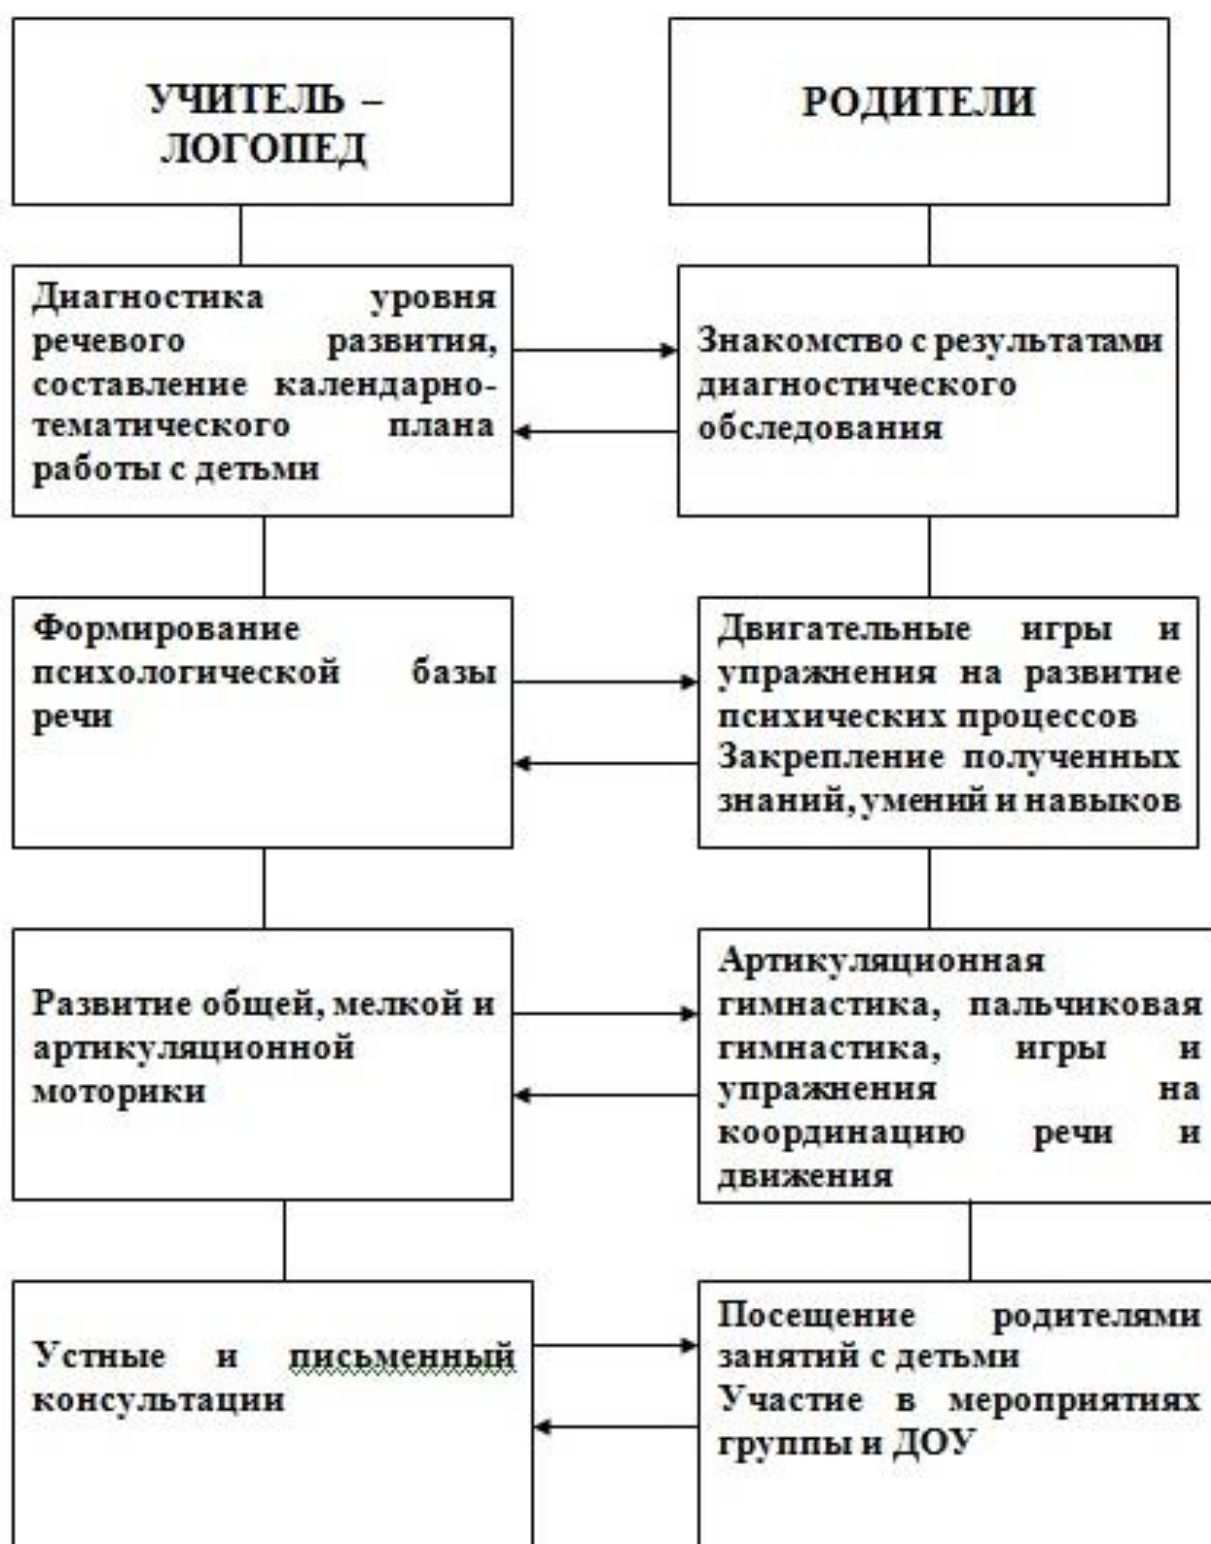 УЧИТЕЛЬ –
ЛОГОПЕД
РОДИТЕЛИ
Диагностика уровня
речевого развития,
составление календарно-
тематического плана
работы с детьми
Знакомство с результатами
диагностического
обследования
Формирование
психологической базы
речи
Двигательные игры и
упражнения на развитие
психических процессов
Закрепление полученных
знаний, умений и навыков
Развитие общей, мелкой и
артикуляционной
моторики
Артикуляционная
гимнастика, пальчиковая
гимнастика, игры и
упражнения на
координацию речи и
движения
Устные и письменный
консультации
Посещение родителями
занятий с детьми
Участие в мероприятиях
группы и ДОУ